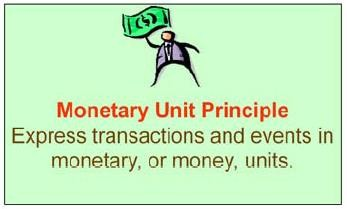 Monetary Unit Principle
Express transactions and events in
monetary, or money, units.